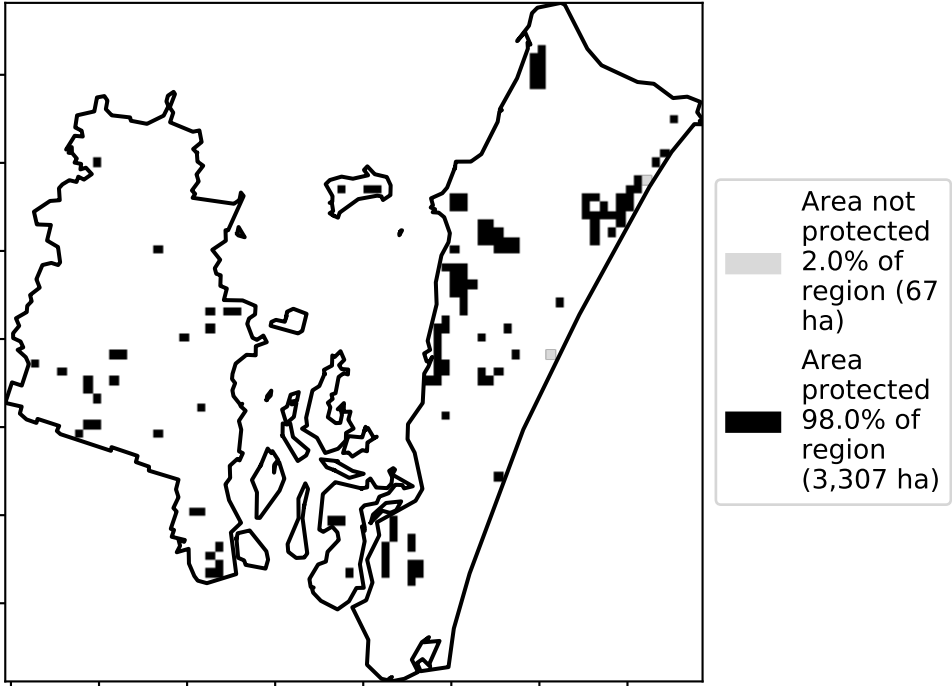 Area not
protected
2.0% of
region (67
ha)
Area
protected
98.0% of
region
(3,307 ha)